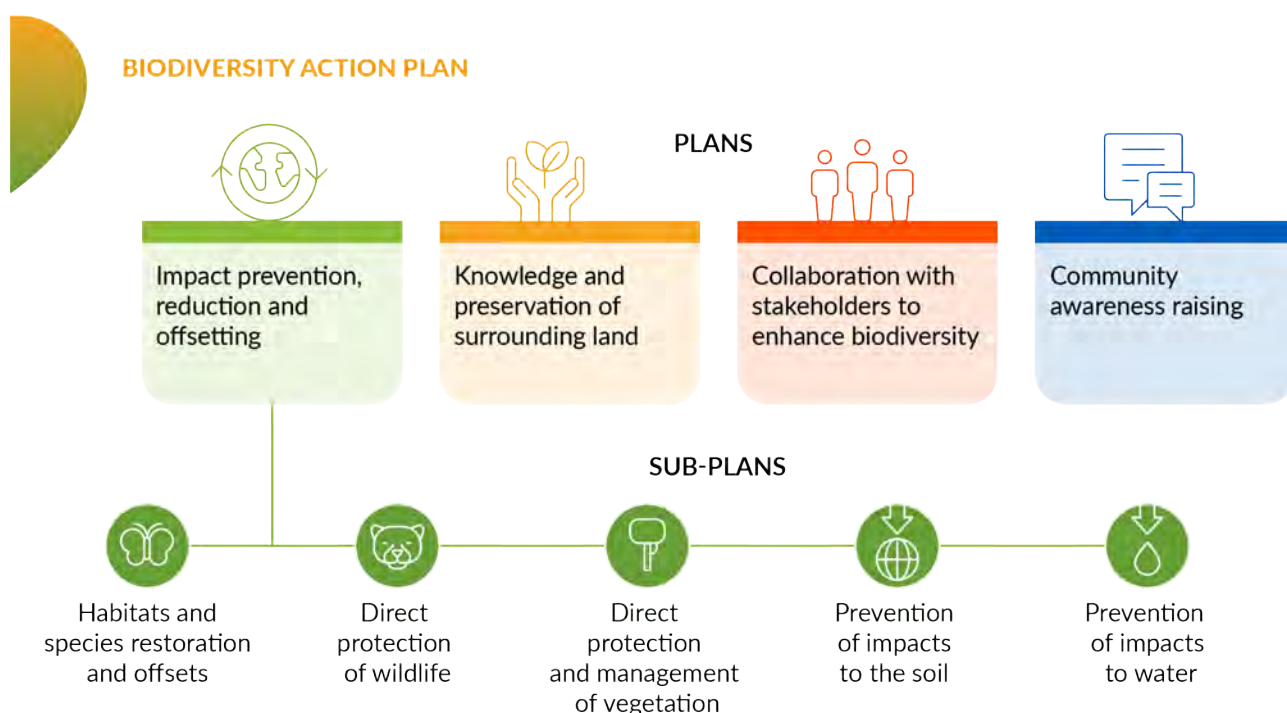 BIODIVERSITY ACTION PLAN
PLANS
Impact prevention,
reduction and
offsetting
Knowledge and
preservation of
surrounding land
Collaboration with
stakeholders to
enhance biodiversity
Community
awareness raising
SUB-PLANS
Habitats and
species restoration
and offsets
Direct
protection
of wildlife
Direct
protection
and management
of vegetation
Prevention
of impacts
to the soil
Prevention
of impacts
to water